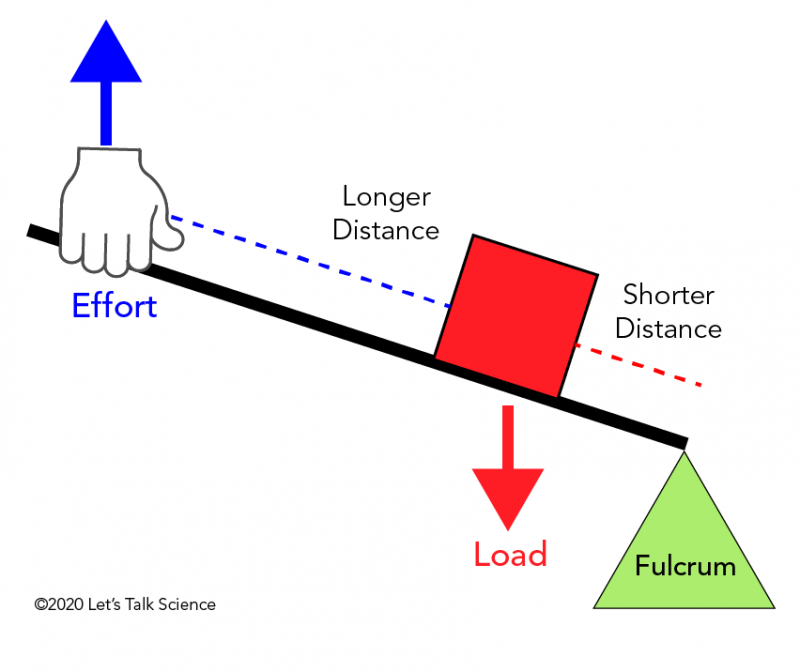 Longer
Distance
Shorter
Distance
Effort
Load
Fulcrum
©2020 Let's Talk Science